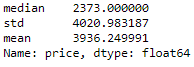 median    2373.000000
std       4020.983187
mean      3936.249991
Name: price, dtype: float64